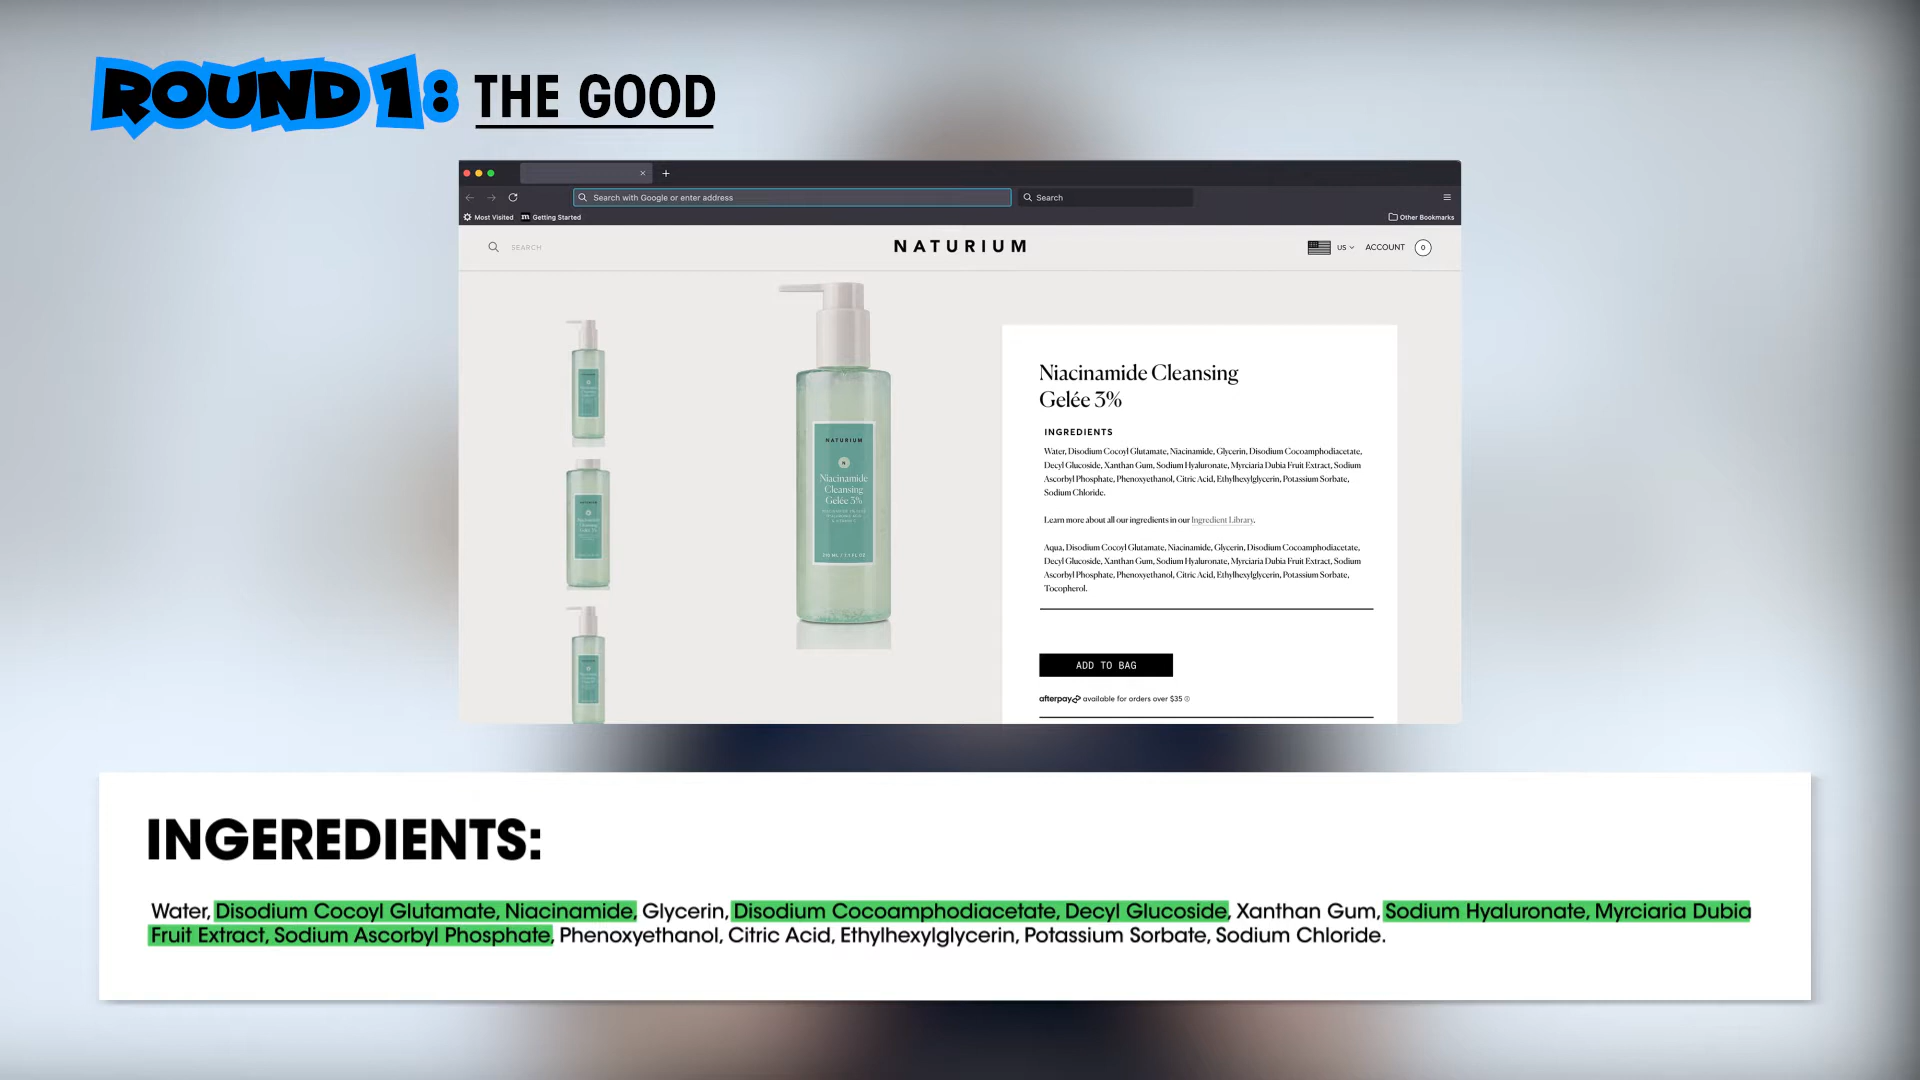 ROUND 1: THE GOOD
Search with Google or enter address
Search
Most Visited
Getting Started
Other Bookmarks
SEARCH
NATURIUM
US
ACCOUNT
0
NATURIUM
N
Niacinamide
Cleansing
Gelée 3%
Niacinamide Cleansing
Gelée 3%
INGREDIENTS
Water, Disodium Cocoyl Glutamate, Niacinamide, Glycerin, Disodium Cocoamphodiacetate,
Decyl Glucoside, Xanthan Gum, Sodium Hyaluronate, Myrciaria Dubia Fruit Extract, Sodium
Ascorbyl Phosphate, Phenoxyethanol, Citric Acid, Ethylhexylglycerin, Potassium Sorbate,
Sodium Chloride.
Learn more about all our ingredients in our Ingredient Library.
Aqua, Disodium Cocoyl Glutamate, Niacinamide, Glycerin, Disodium Cocoamphodiacetate,
Decyl Glucoside, Xanthan Gum, Sodium Hyaluronate, Myrciaria Dubia Fruit Extract, Sodium
Ascorbyl Phosphate, Phenoxyethanol, Citric Acid, Ethylhexylglycerin, Potassium Sorbate,
Tocopherol.
ADD TO BAG
afterpay available for orders over $35
INGEREDIENTS:
Water, Disodium Cocoyl Glutamate, Niacinamide, Glycerin, Disodium Cocoamphodiacetate, Decyl Glucoside, Xanthan Gum, Sodium Hyaluronate, Myrciaria Dubia
Fruit Extract, Sodium Ascorbyl Phosphate, Phenoxyethanol, Citric Acid, Ethylhexylglycerin, Potassium Sorbate, Sodium Chloride.